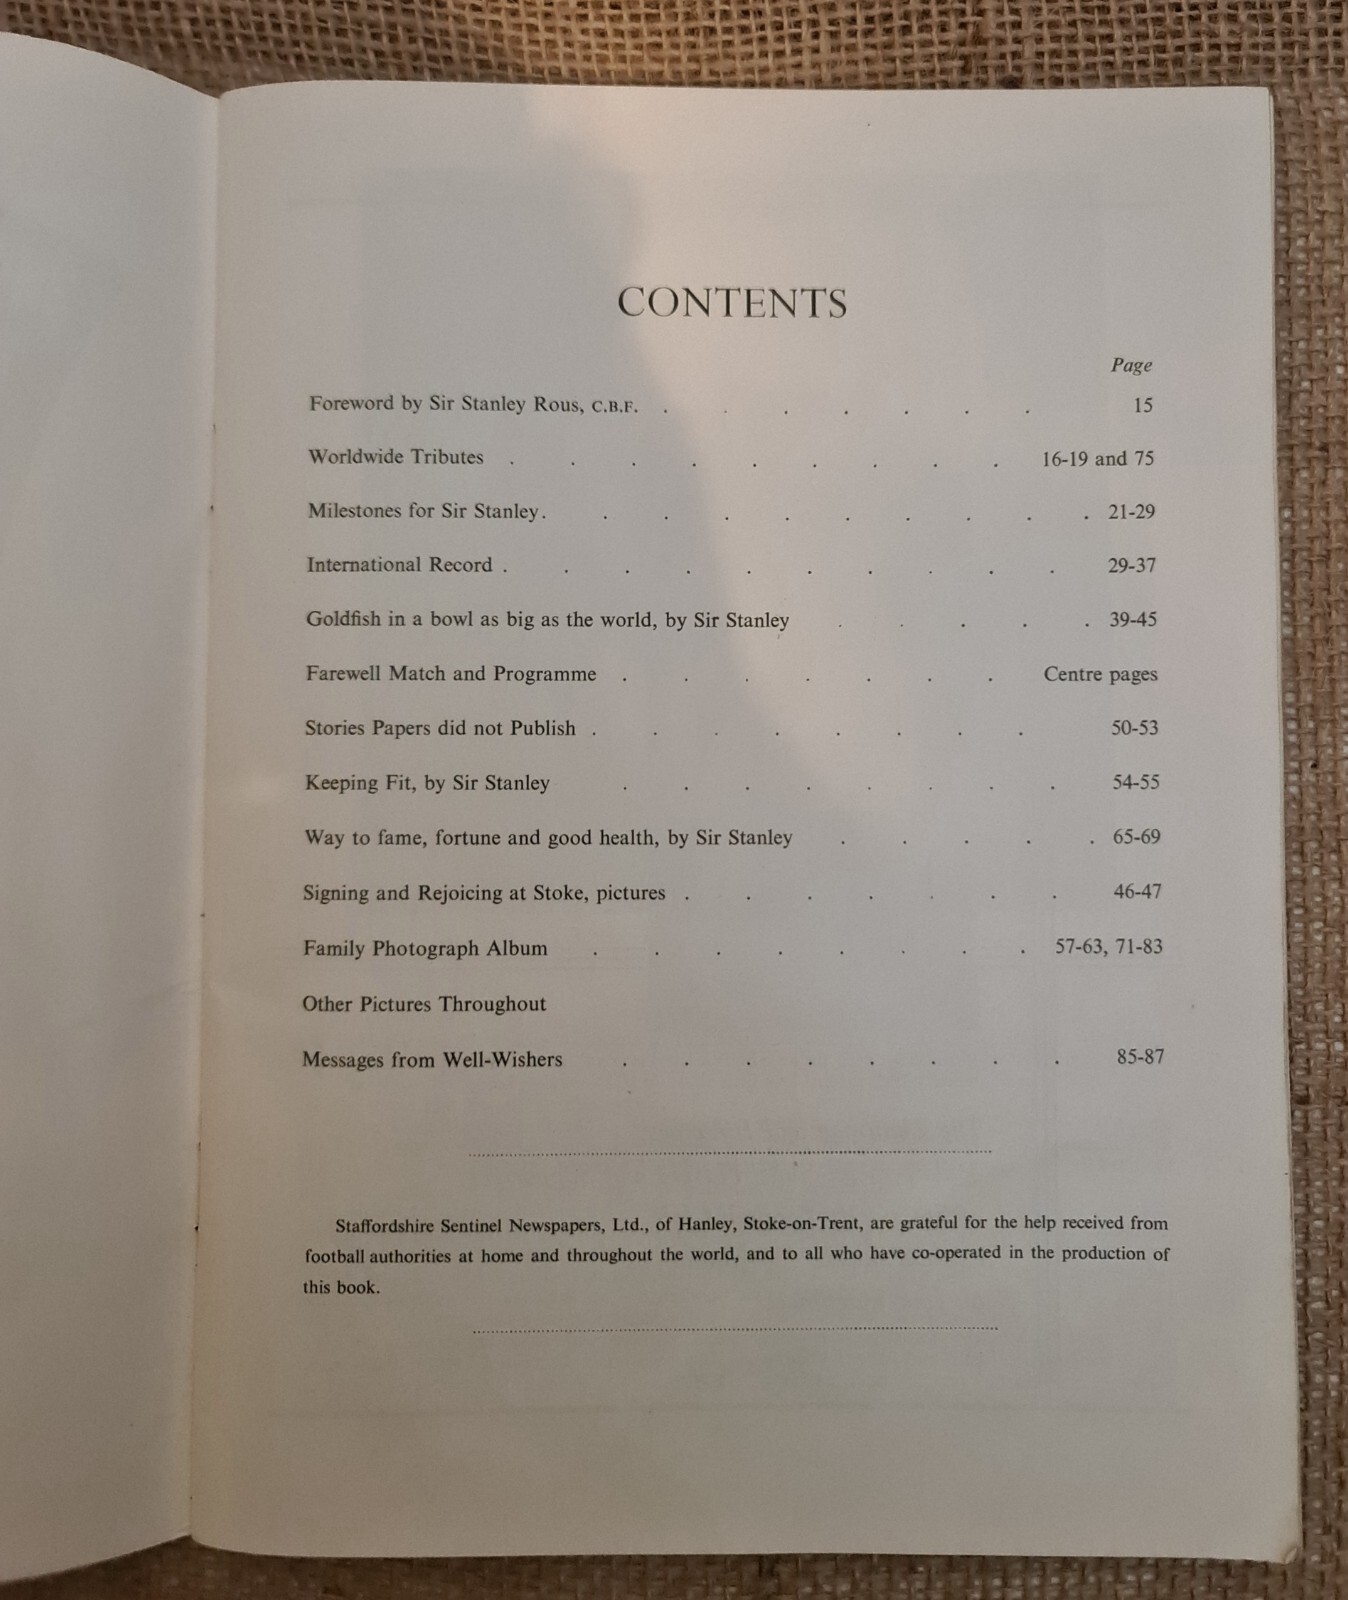 CONTENTS
Page
Foreword by Sir Stanley Rous, C.B.F. . . . . . . . 15
Worldwide Tributes . . . . . . . . . 16-19 and 75
Milestones for Sir Stanley. . . . . . . . . . 21-29
International Record . . . . . . . . . . 29-37
Goldfish in a bowl as big as the world, by Sir Stanley . . . . . 39-45
Farewell Match and Programme . . . . . . . Centre pages
Stories Papers did not Publish . . . . . . . . 50-53
Keeping Fit, by Sir Stanley . . . . . . . . 54-55
Way to fame, fortune and good health, by Sir Stanley . . . . . 65-69
Signing and Rejoicing at Stoke, pictures . . . . . . . 46-47
Family Photograph Album . . . . . . . . 57-63, 71-83
Other Pictures Throughout
Messages from Well-Wishers . . . . . . . . 85-87
Staffordshire Sentinel Newspapers, Ltd., of Hanley, Stoke-on-Trent, are grateful for the help received from
football authorities at home and throughout the world, and to all who have co-operated in the production of
this book.